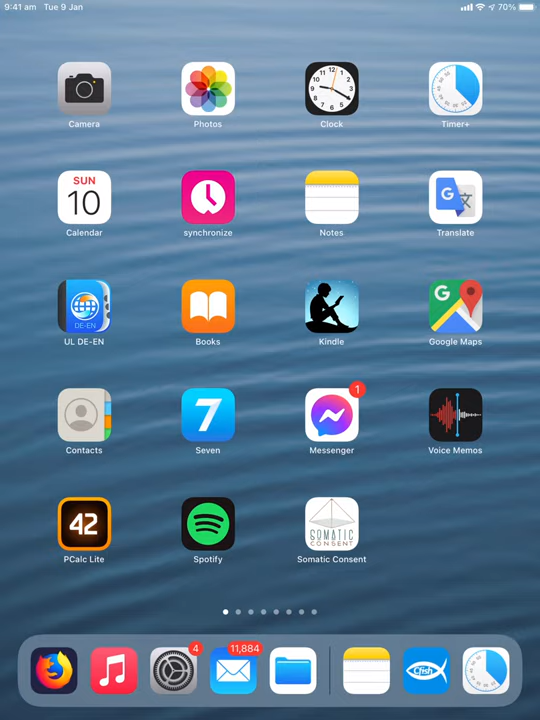 9:41 am Tue 9 Jan 70%
Camera Photos Clock Timer+
SUN
10
Calendar synchronize Notes Translate
DE-EN
UL DE-EN Books Kindle Google Maps
7
1
Contacts Seven Messenger Voice Memos
42
SOMATIC
CONSENT
PCalc Lite Spotify Somatic Consent
4 11,884
fish